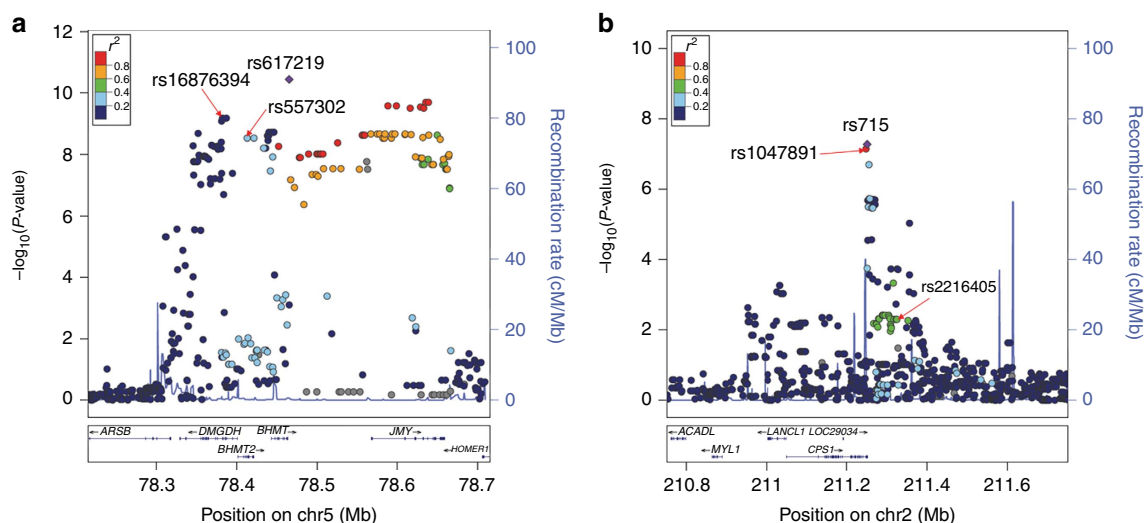 a
12
10
8
6
4
2
0
–log10(P-value)
r2
0.8
0.6
0.4
0.2
rs617219
rs16876394
rs557302
100
80
60
40
20
0
Recombination rate (cM/Mb)
ARSB
DMGDH
BHMT
JMY
BHMT2
HOMER1
78.3
78.4
78.5
78.6
78.7
Position on chr5 (Mb)
b
10
8
6
4
2
0
–log10(P-value)
r2
0.8
0.6
0.4
0.2
rs715
rs1047891
rs2216405
100
80
60
40
20
0
Recombination rate (cM/Mb)
ACADL
LANCL1
LOC29034
MYL1
CPS1
210.8
211
211.2
211.4
211.6
Position on chr2 (Mb)